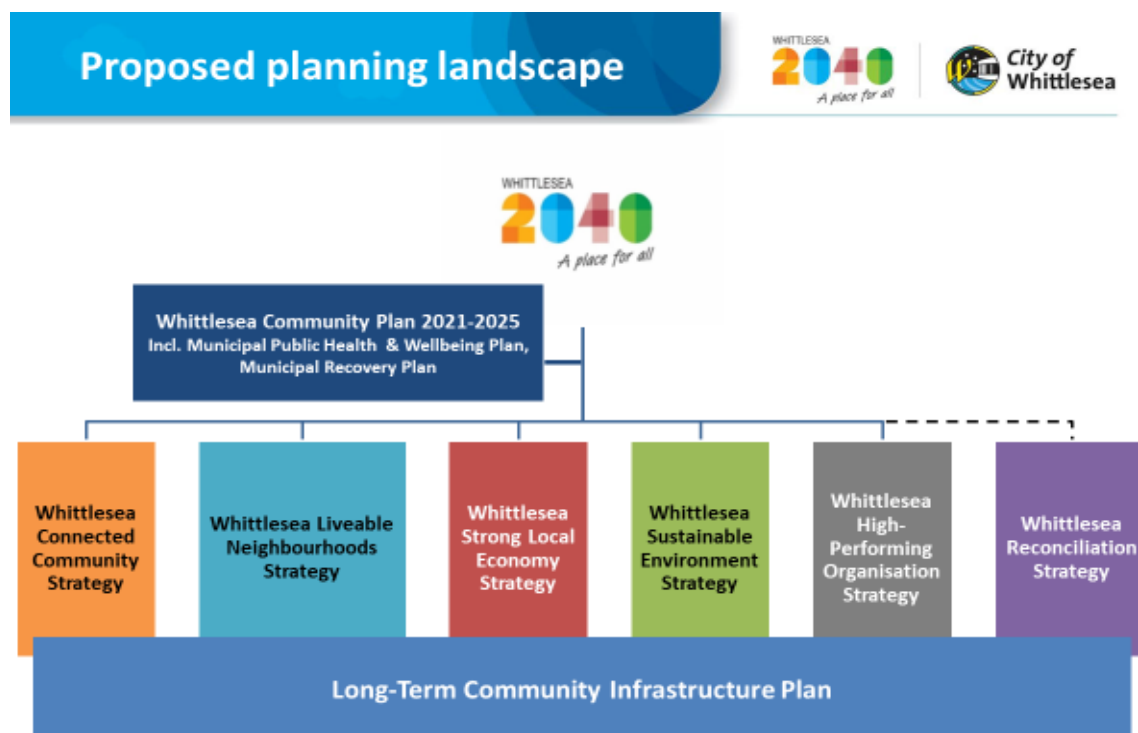 Proposed planning landscape
WHITTLESEA
2040
A place for all
City of
Whittlesea
WHITTLESEA
2040
A place for all
Whittlesea Community Plan 2021-2025
Incl. Municipal Public Health & Wellbeing Plan,
Municipal Recovery Plan
Whittlesea
Connected
Community
Strategy
Whittlesea Liveable
Neighbourhoods
Strategy
Whittlesea
Strong Local
Economy
Strategy
Whittlesea
Sustainable
Environment
Strategy
Whittlesea
High-
Performing
Organisation
Strategy
Whittlesea
Reconciliation
Strategy
Long-Term Community Infrastructure Plan